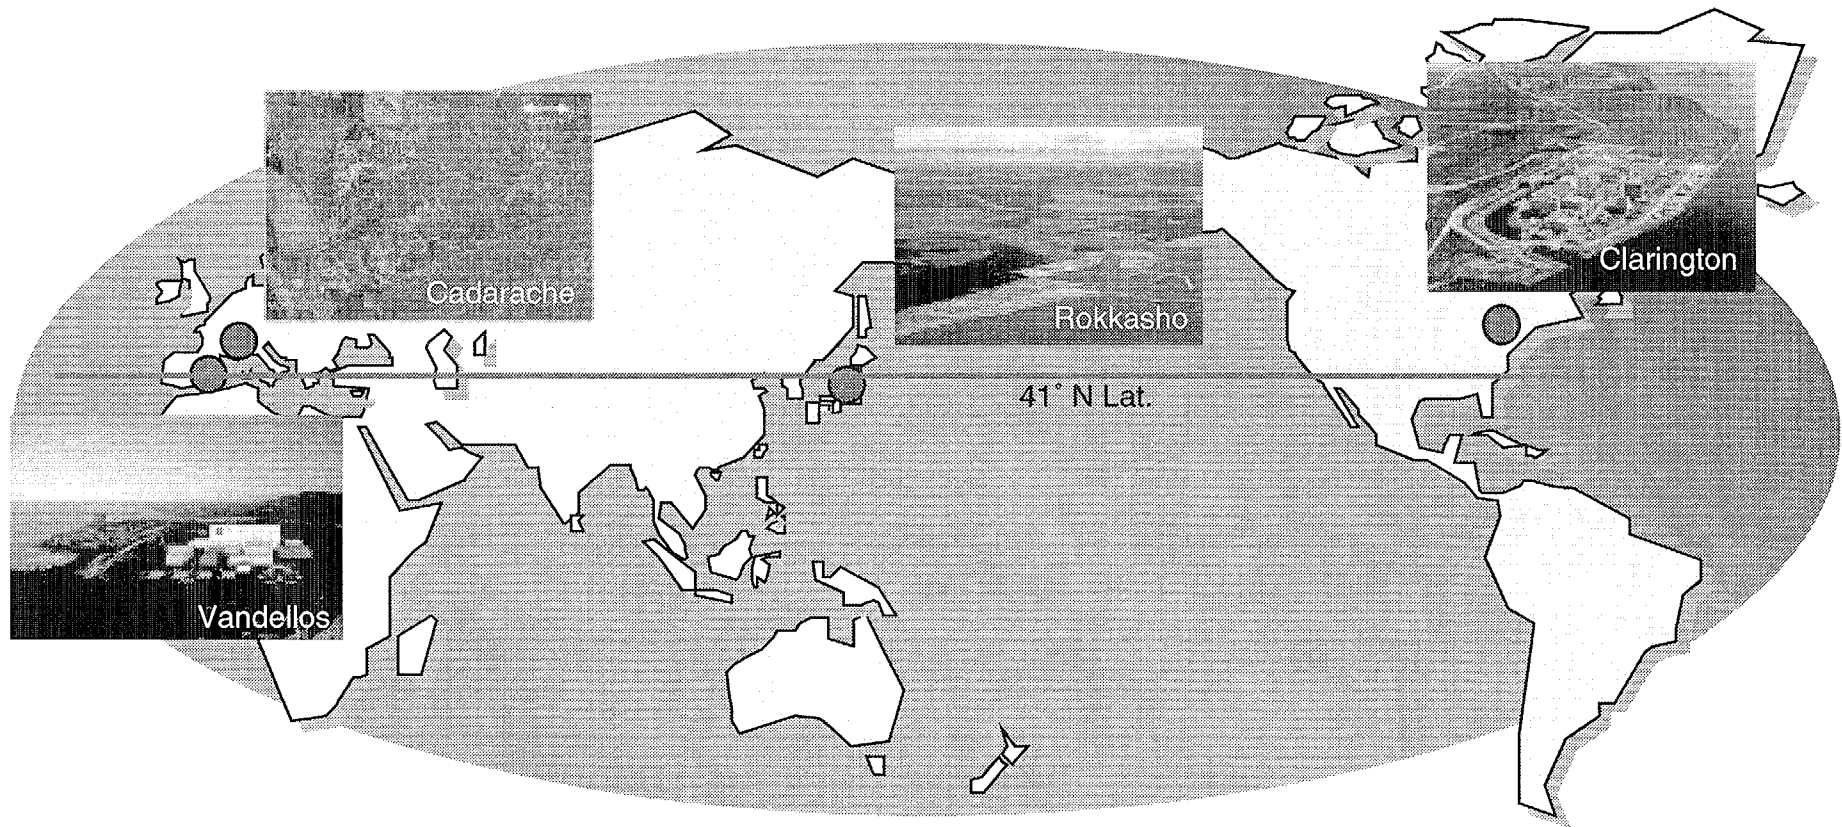 Cadarache
Rokkasho
Clarington
41° N Lat.
Vandellos